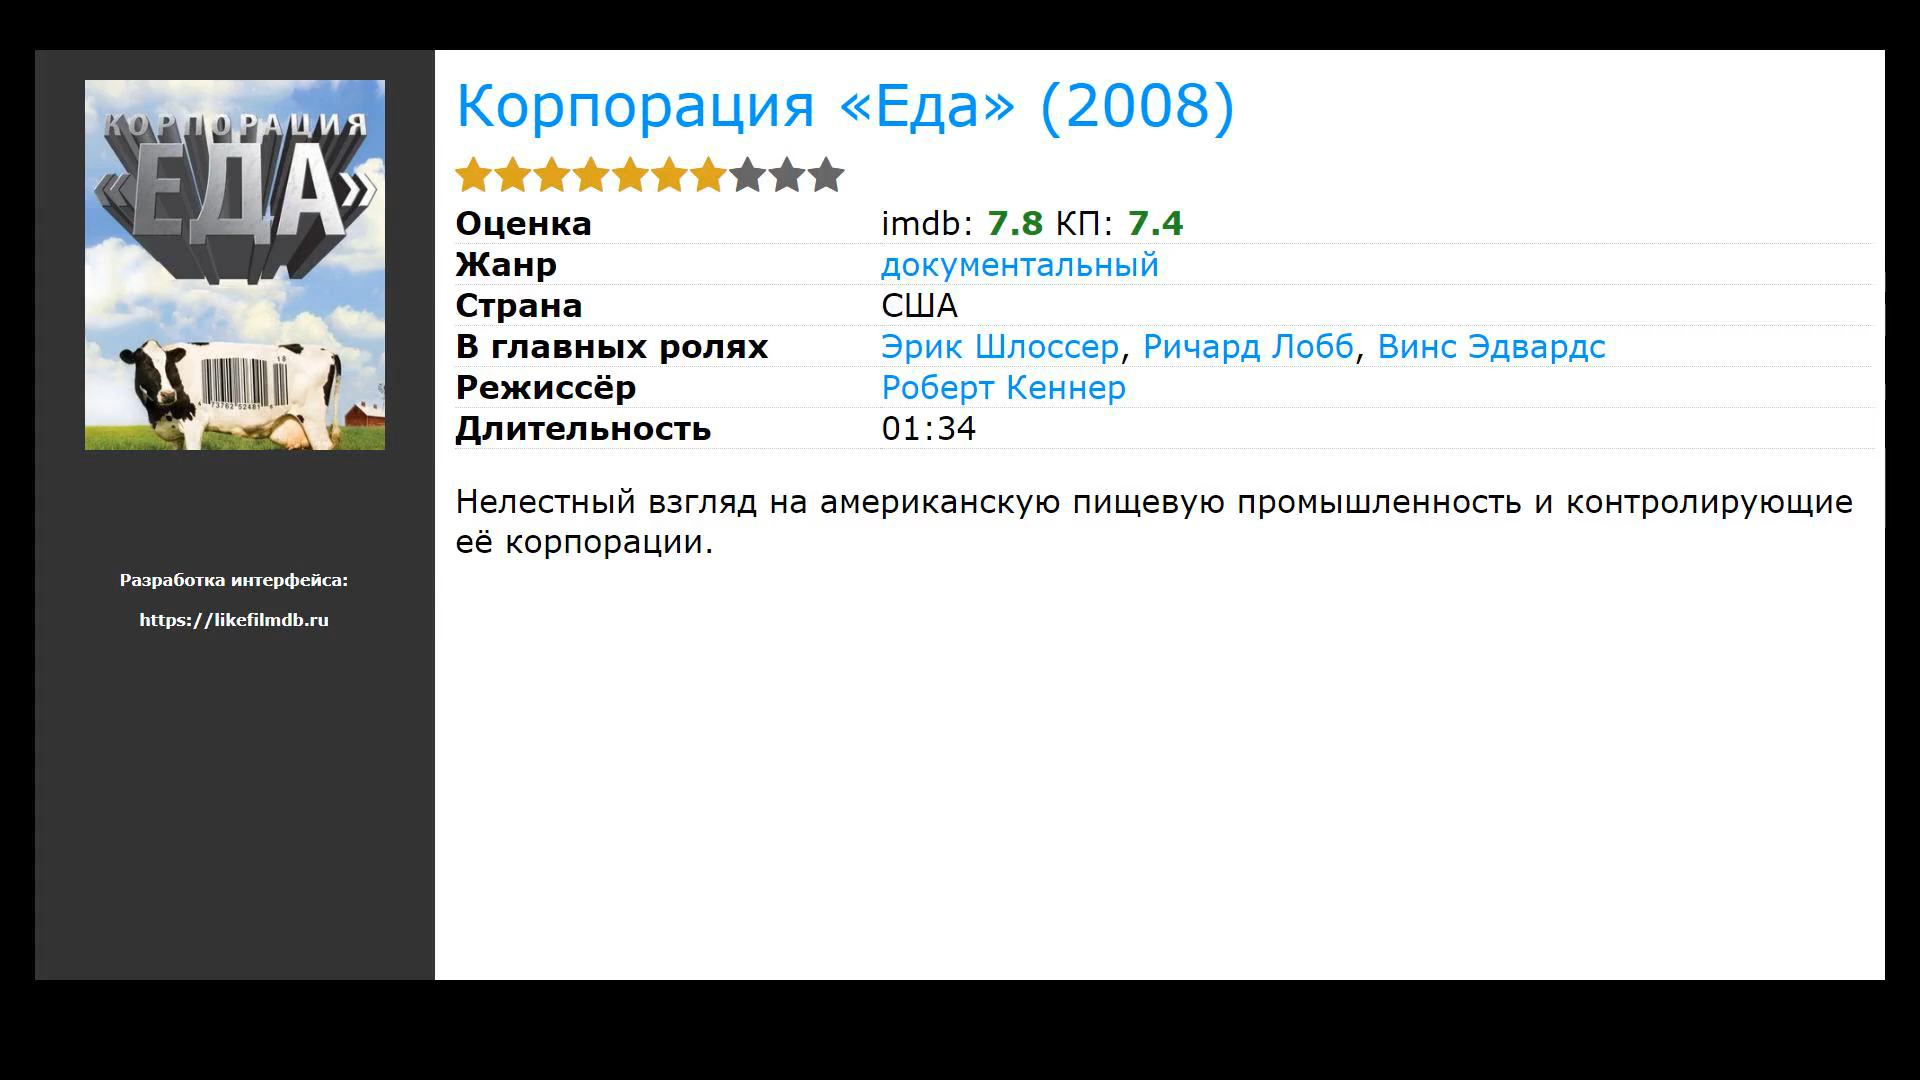 КОРПОРАЦИЯ
«ЕДА»
18
Разработка интерфейса:
https://likefilmdb.ru
Корпорация «Еда» (2008)
Оценка imdb: 7.8 КП: 7.4
Жанр документальный
Страна США
В главных ролях Эрик Шлоссер, Ричард Лобб, Винс Эдвардс
Режиссёр Роберт Кеннер
Длительность 01:34
Нелестный взгляд на американскую пищевую промышленность и контролирующие
её корпорации.